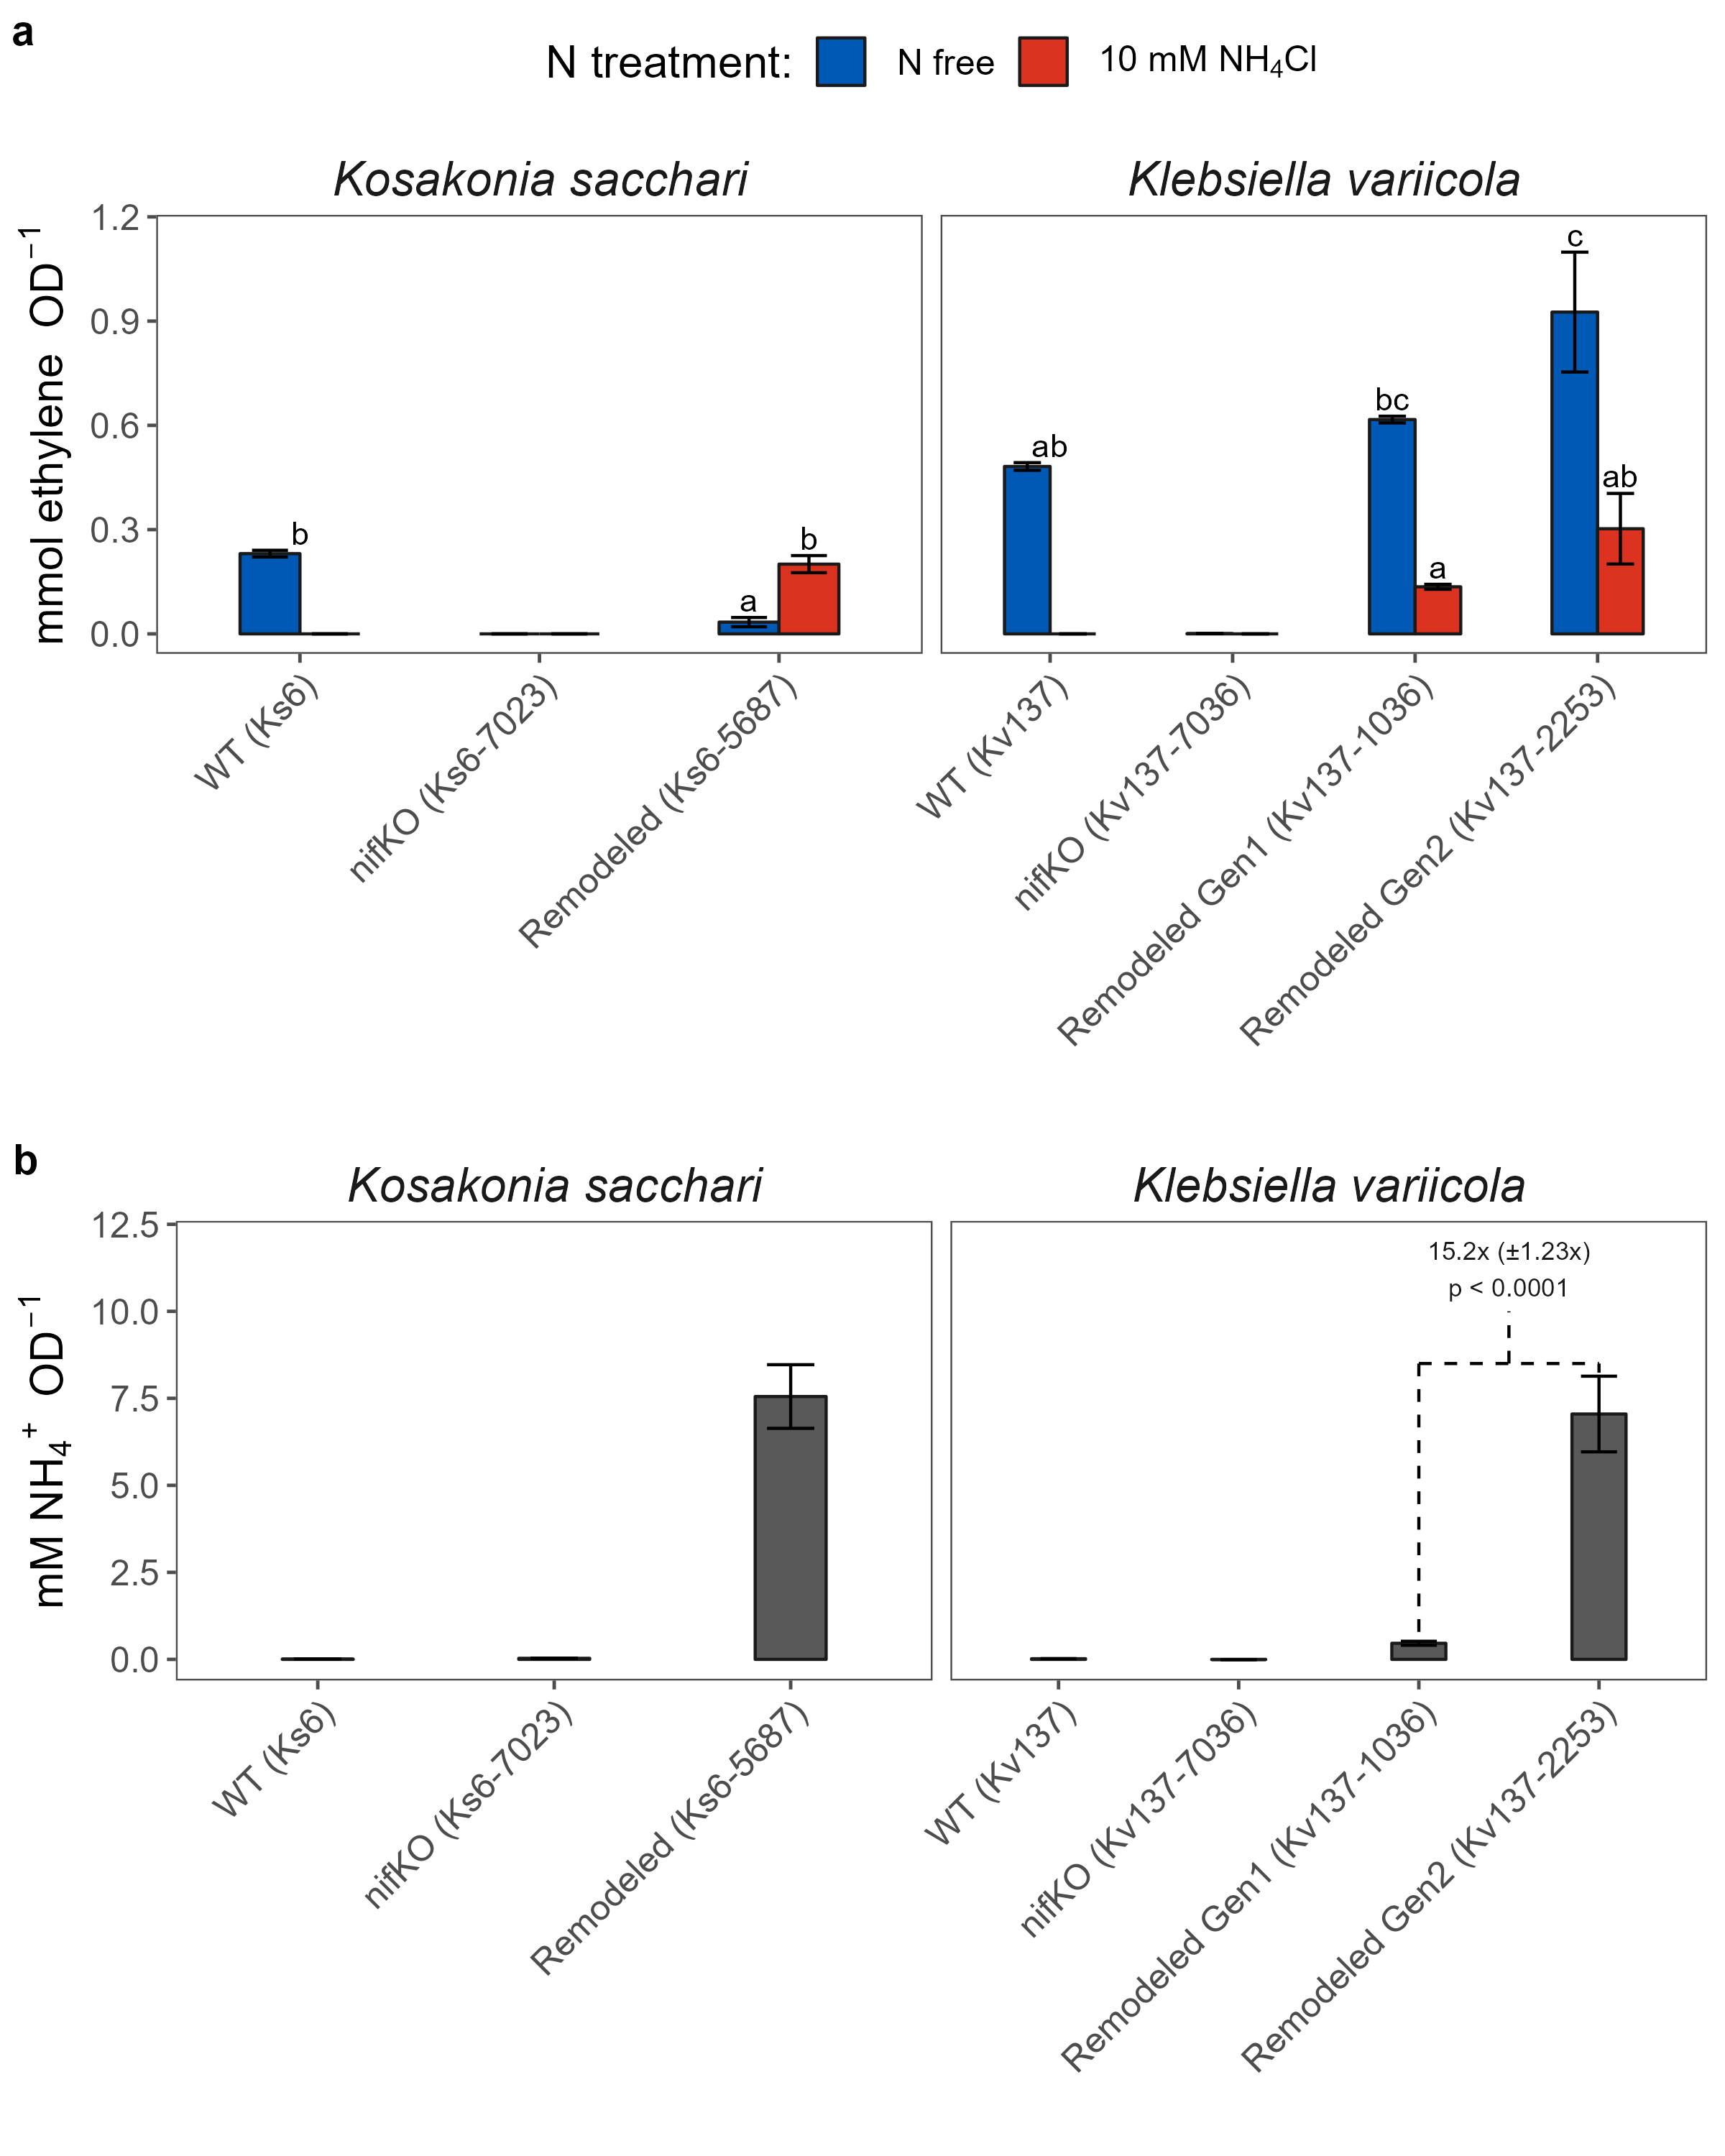 a
N treatment: N free 10 mM NH₄Cl
Kosakonia sacchari
Klebsiella variicola
mmol ethylene OD⁻¹
1.2
0.9
0.6
0.3
0.0
b
a
b
ab
bc
a
c
ab
WT (Ks6)
nifKO (Ks6-7023)
Remodeled (Ks6-5687)
WT (Kv137)
nifKO (Kv137-7036)
Remodeled Gen1 (Kv137-1036)
Remodeled Gen2 (Kv137-2253)
b
Kosakonia sacchari
Klebsiella variicola
mM NH₄⁺ OD⁻¹
12.5
10.0
7.5
5.0
2.5
0.0
15.2x (±1.23x)
p < 0.0001
WT (Ks6)
nifKO (Ks6-7023)
Remodeled (Ks6-5687)
WT (Kv137)
nifKO (Kv137-7036)
Remodeled Gen1 (Kv137-1036)
Remodeled Gen2 (Kv137-2253)